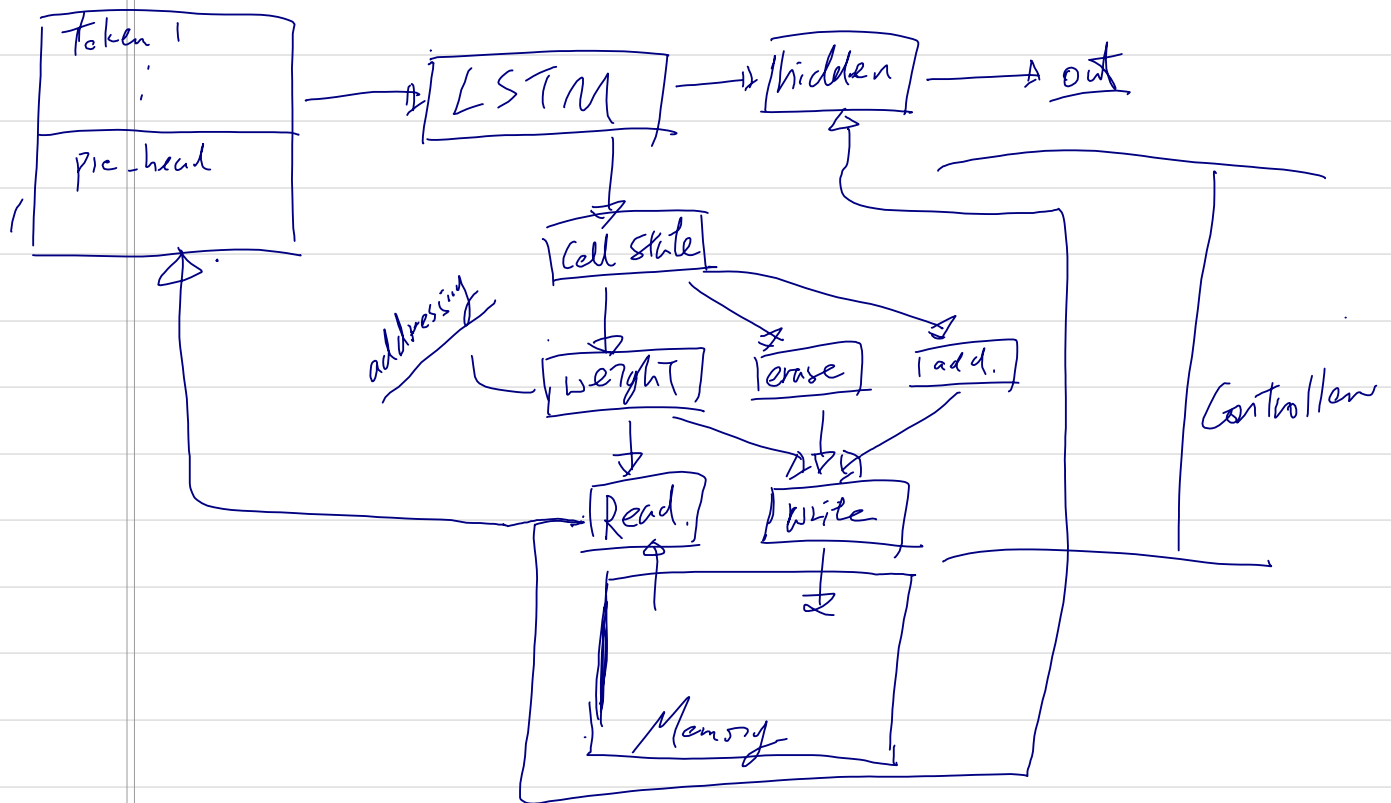 Token 1
:
LSTM
hidden
out
pre_head
Cell state
addressing
weight
erase
add.
Controller
Read.
Write
Memory